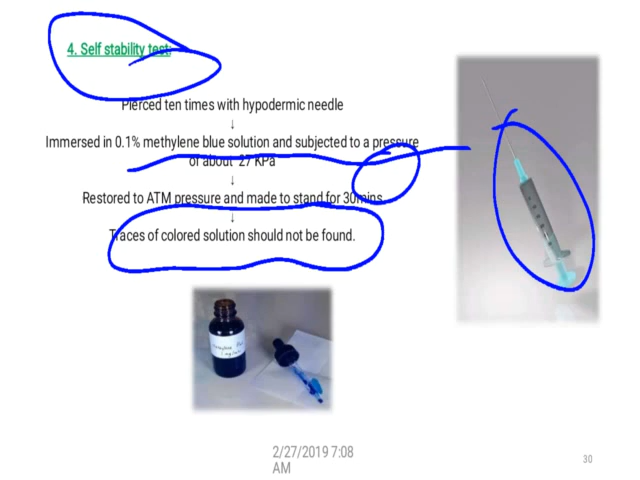 4. Self stability test:
Pierced ten times with hypodermic needle
↓
Immersed in 0.1% methylene blue solution and subjected to a pressure
of about 27 KPa
↓
Restored to ATM pressure and made to stand for 30mins
↓
Traces of colored solution should not be found.
2/27/2019 7:08
AM
30